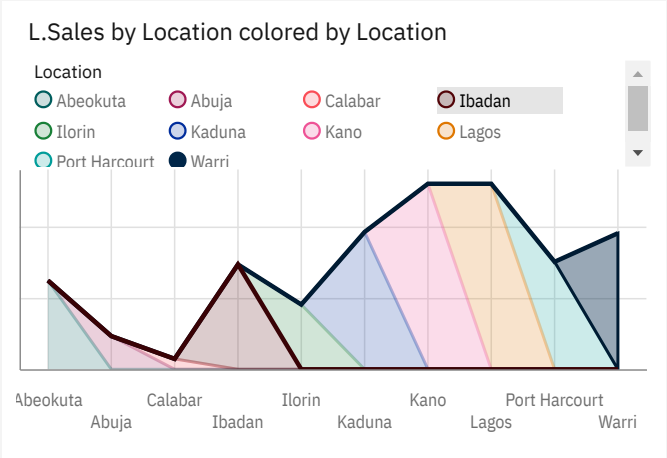 L.Sales by Location colored by Location
Location
Abeokuta Abuja Calabar Ibadan
Ilorin Kaduna Kano Lagos
Port Harcourt Warri
Abeokuta Calabar Ilorin Kano Port Harcourt
Abuja Ibadan Kaduna Lagos Warri